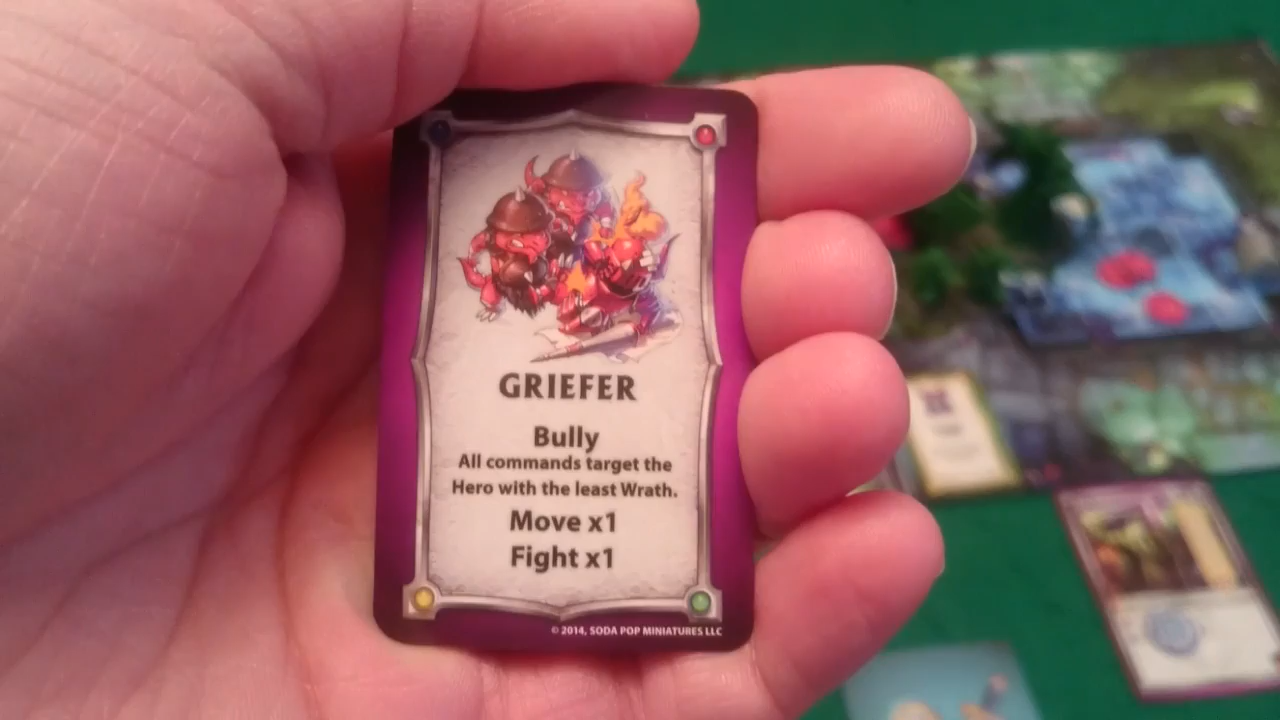 GRIEFER
Bully
All commands target the
Hero with the least Wrath.
Move x1
Fight x1
© 2014, SODA POP MINIATURES LLC